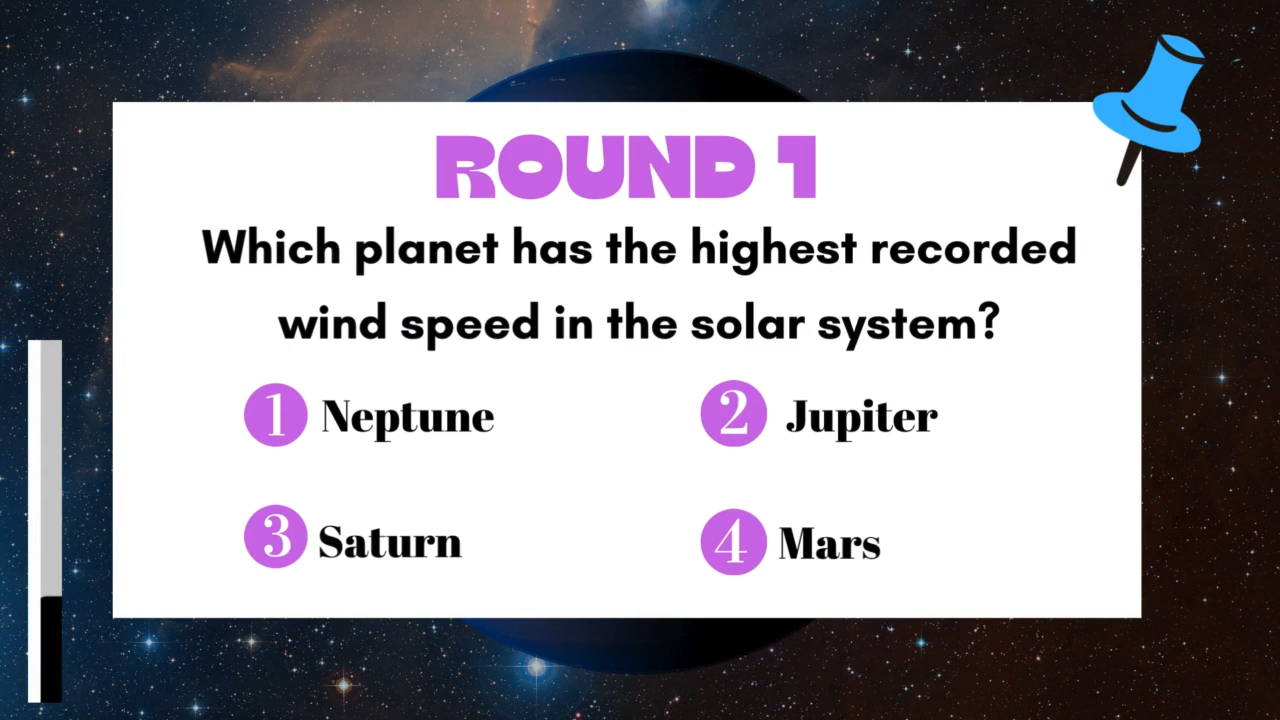 ROUND 1
Which planet has the highest recorded
wind speed in the solar system?
1 Neptune
2 Jupiter
3 Saturn
4 Mars